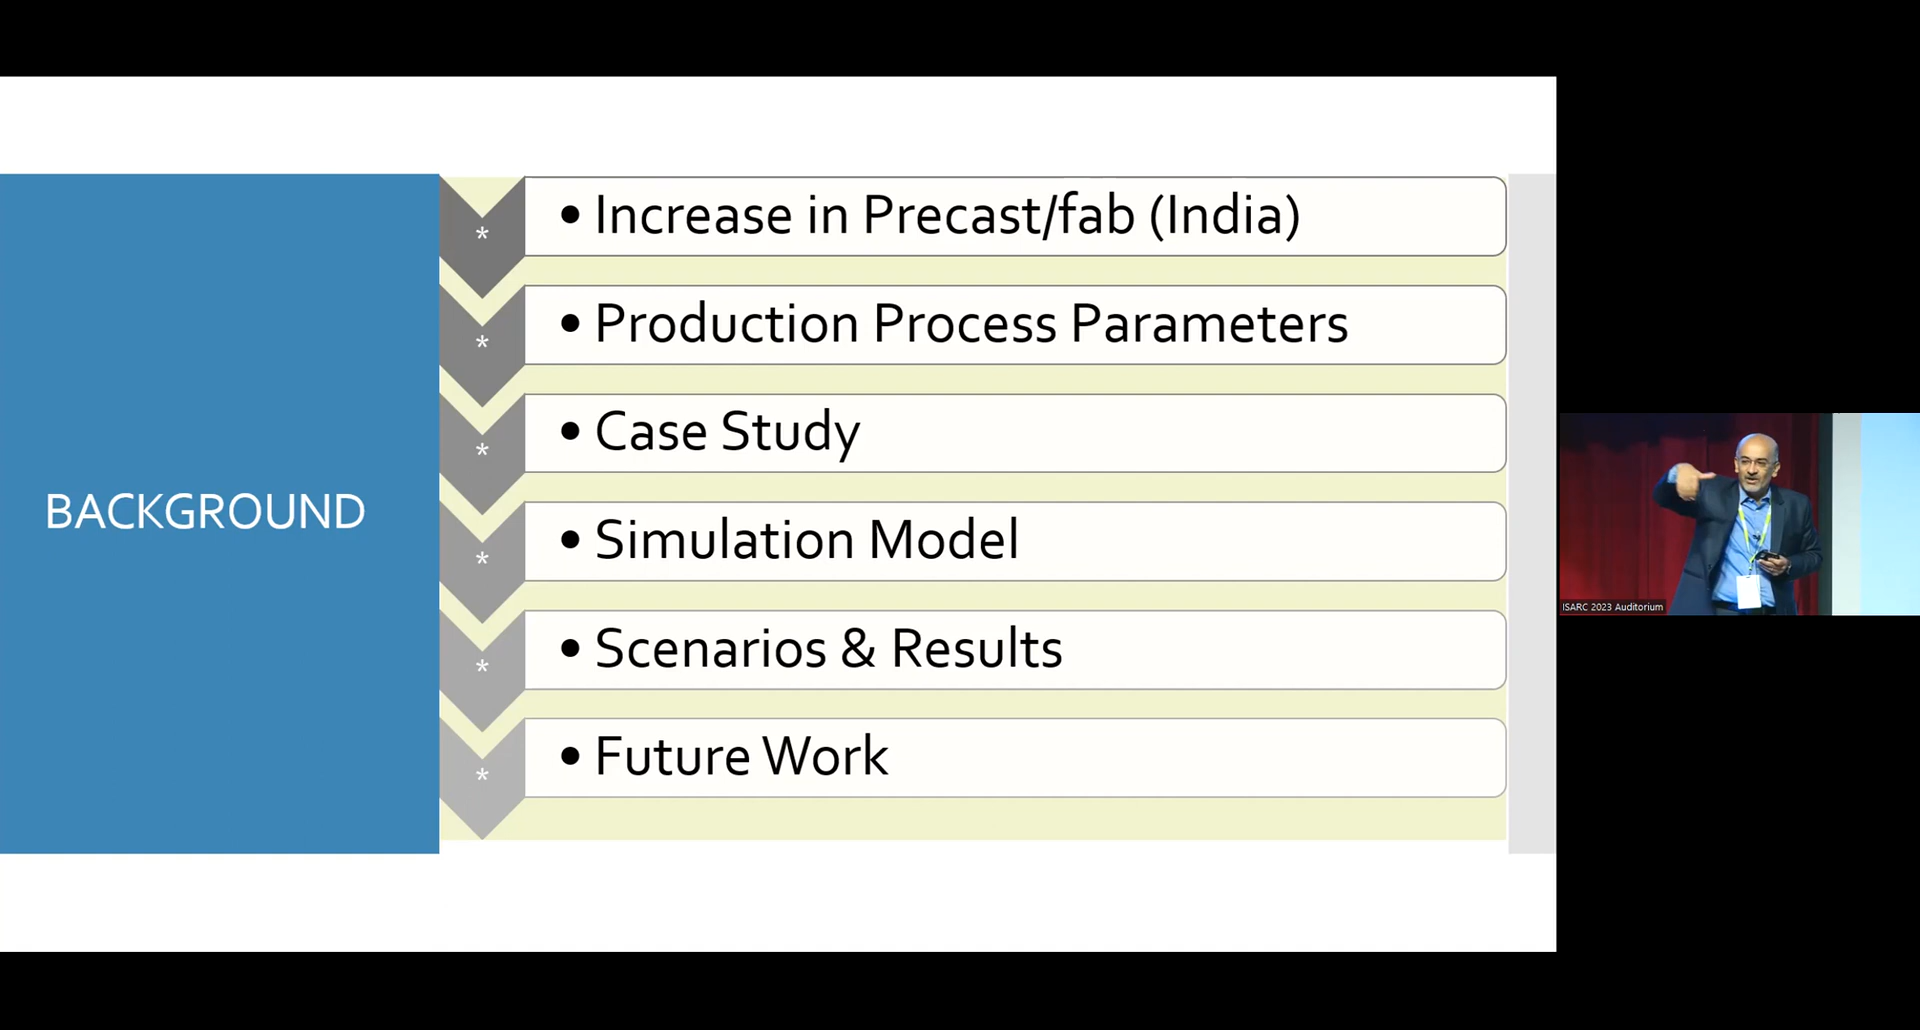 BACKGROUND
* • Increase in Precast/fab (India)
* • Production Process Parameters
* • Case Study
* • Simulation Model
* • Scenarios & Results
* • Future Work
ISARC 2023 Auditorium